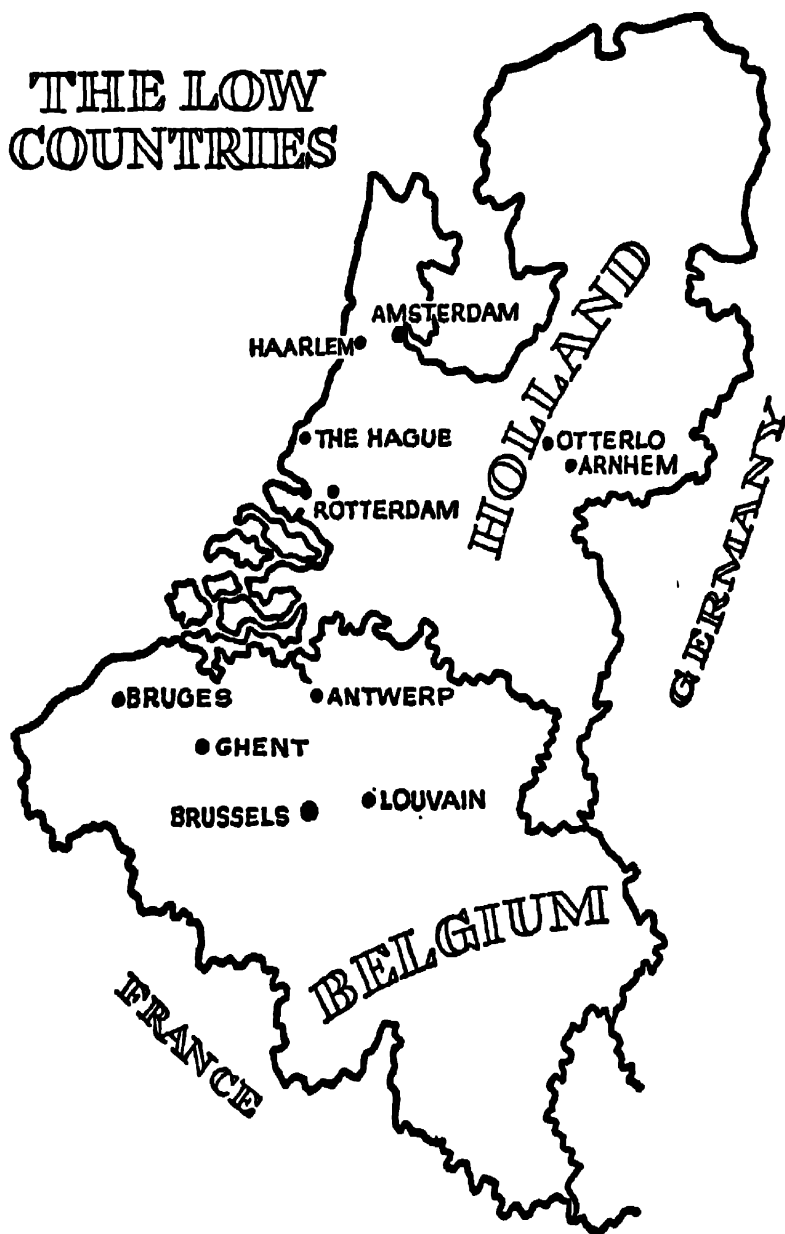 THE LOW
COUNTRIES
AMSTERDAM
HAARLEM
HOLLAND
THE HAGUE
OTTERLO
ARNHEM
ROTTERDAM
GERMANY
BRUGES
ANTWERP
GHENT
LOUVAIN
BRUSSELS
BELGIUM
FRANCE